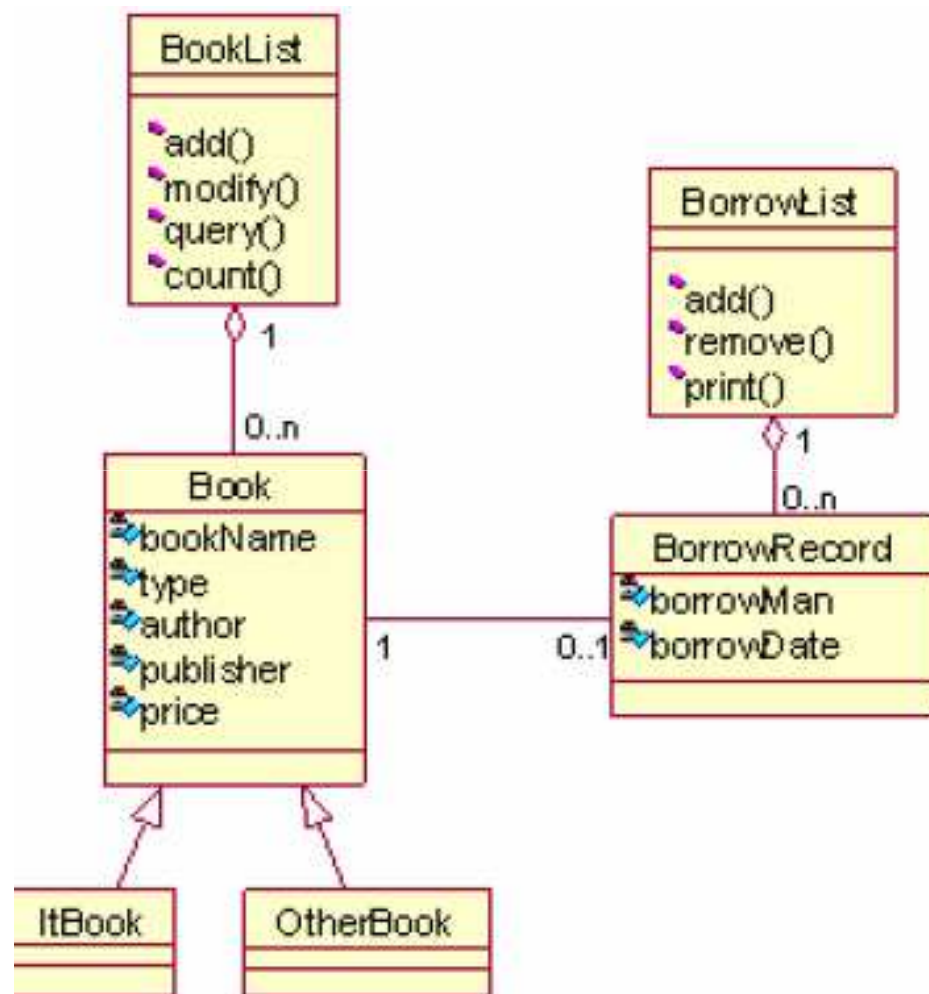 BookList
add()
modify()
query()
count()
1
0..n
BorrowList
add()
remove()
print()
1
0..n
Book
bookName
type
author
publisher
price
1
0..1
BorrowRecord
borrowMan
borrowDate
ItBook
OtherBook